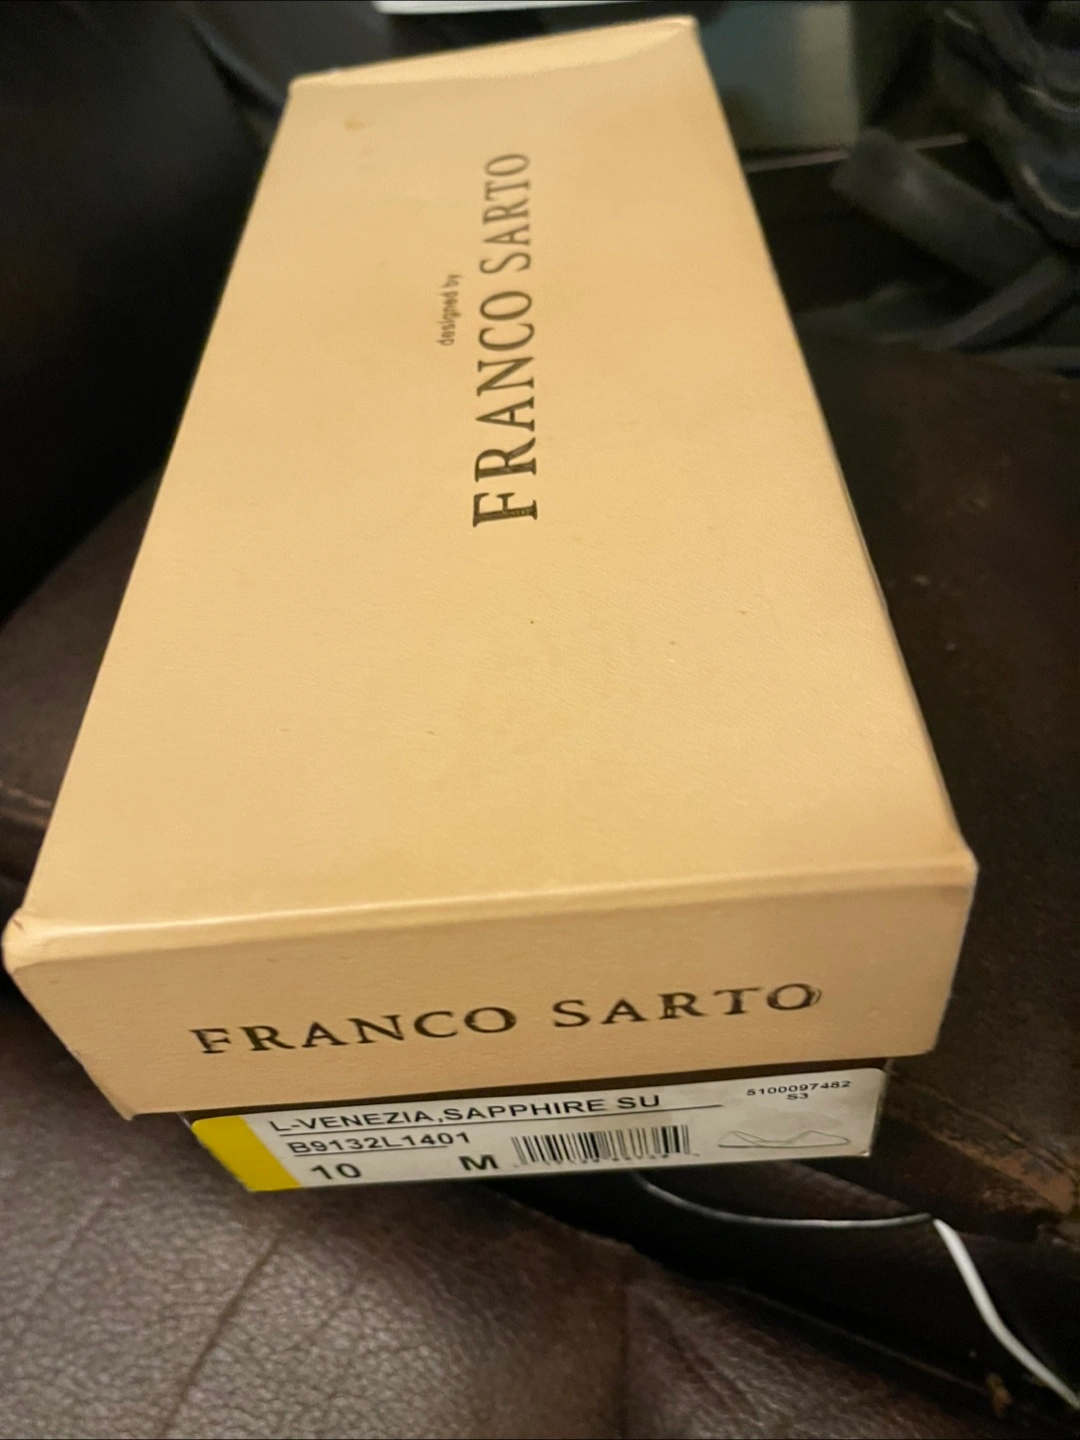 designed by
FRANCO SARTO
FRANCO SARTO
L-VENEZIA,SAPPHIRE SU
5100097482
S3
B9132L1401
10 M